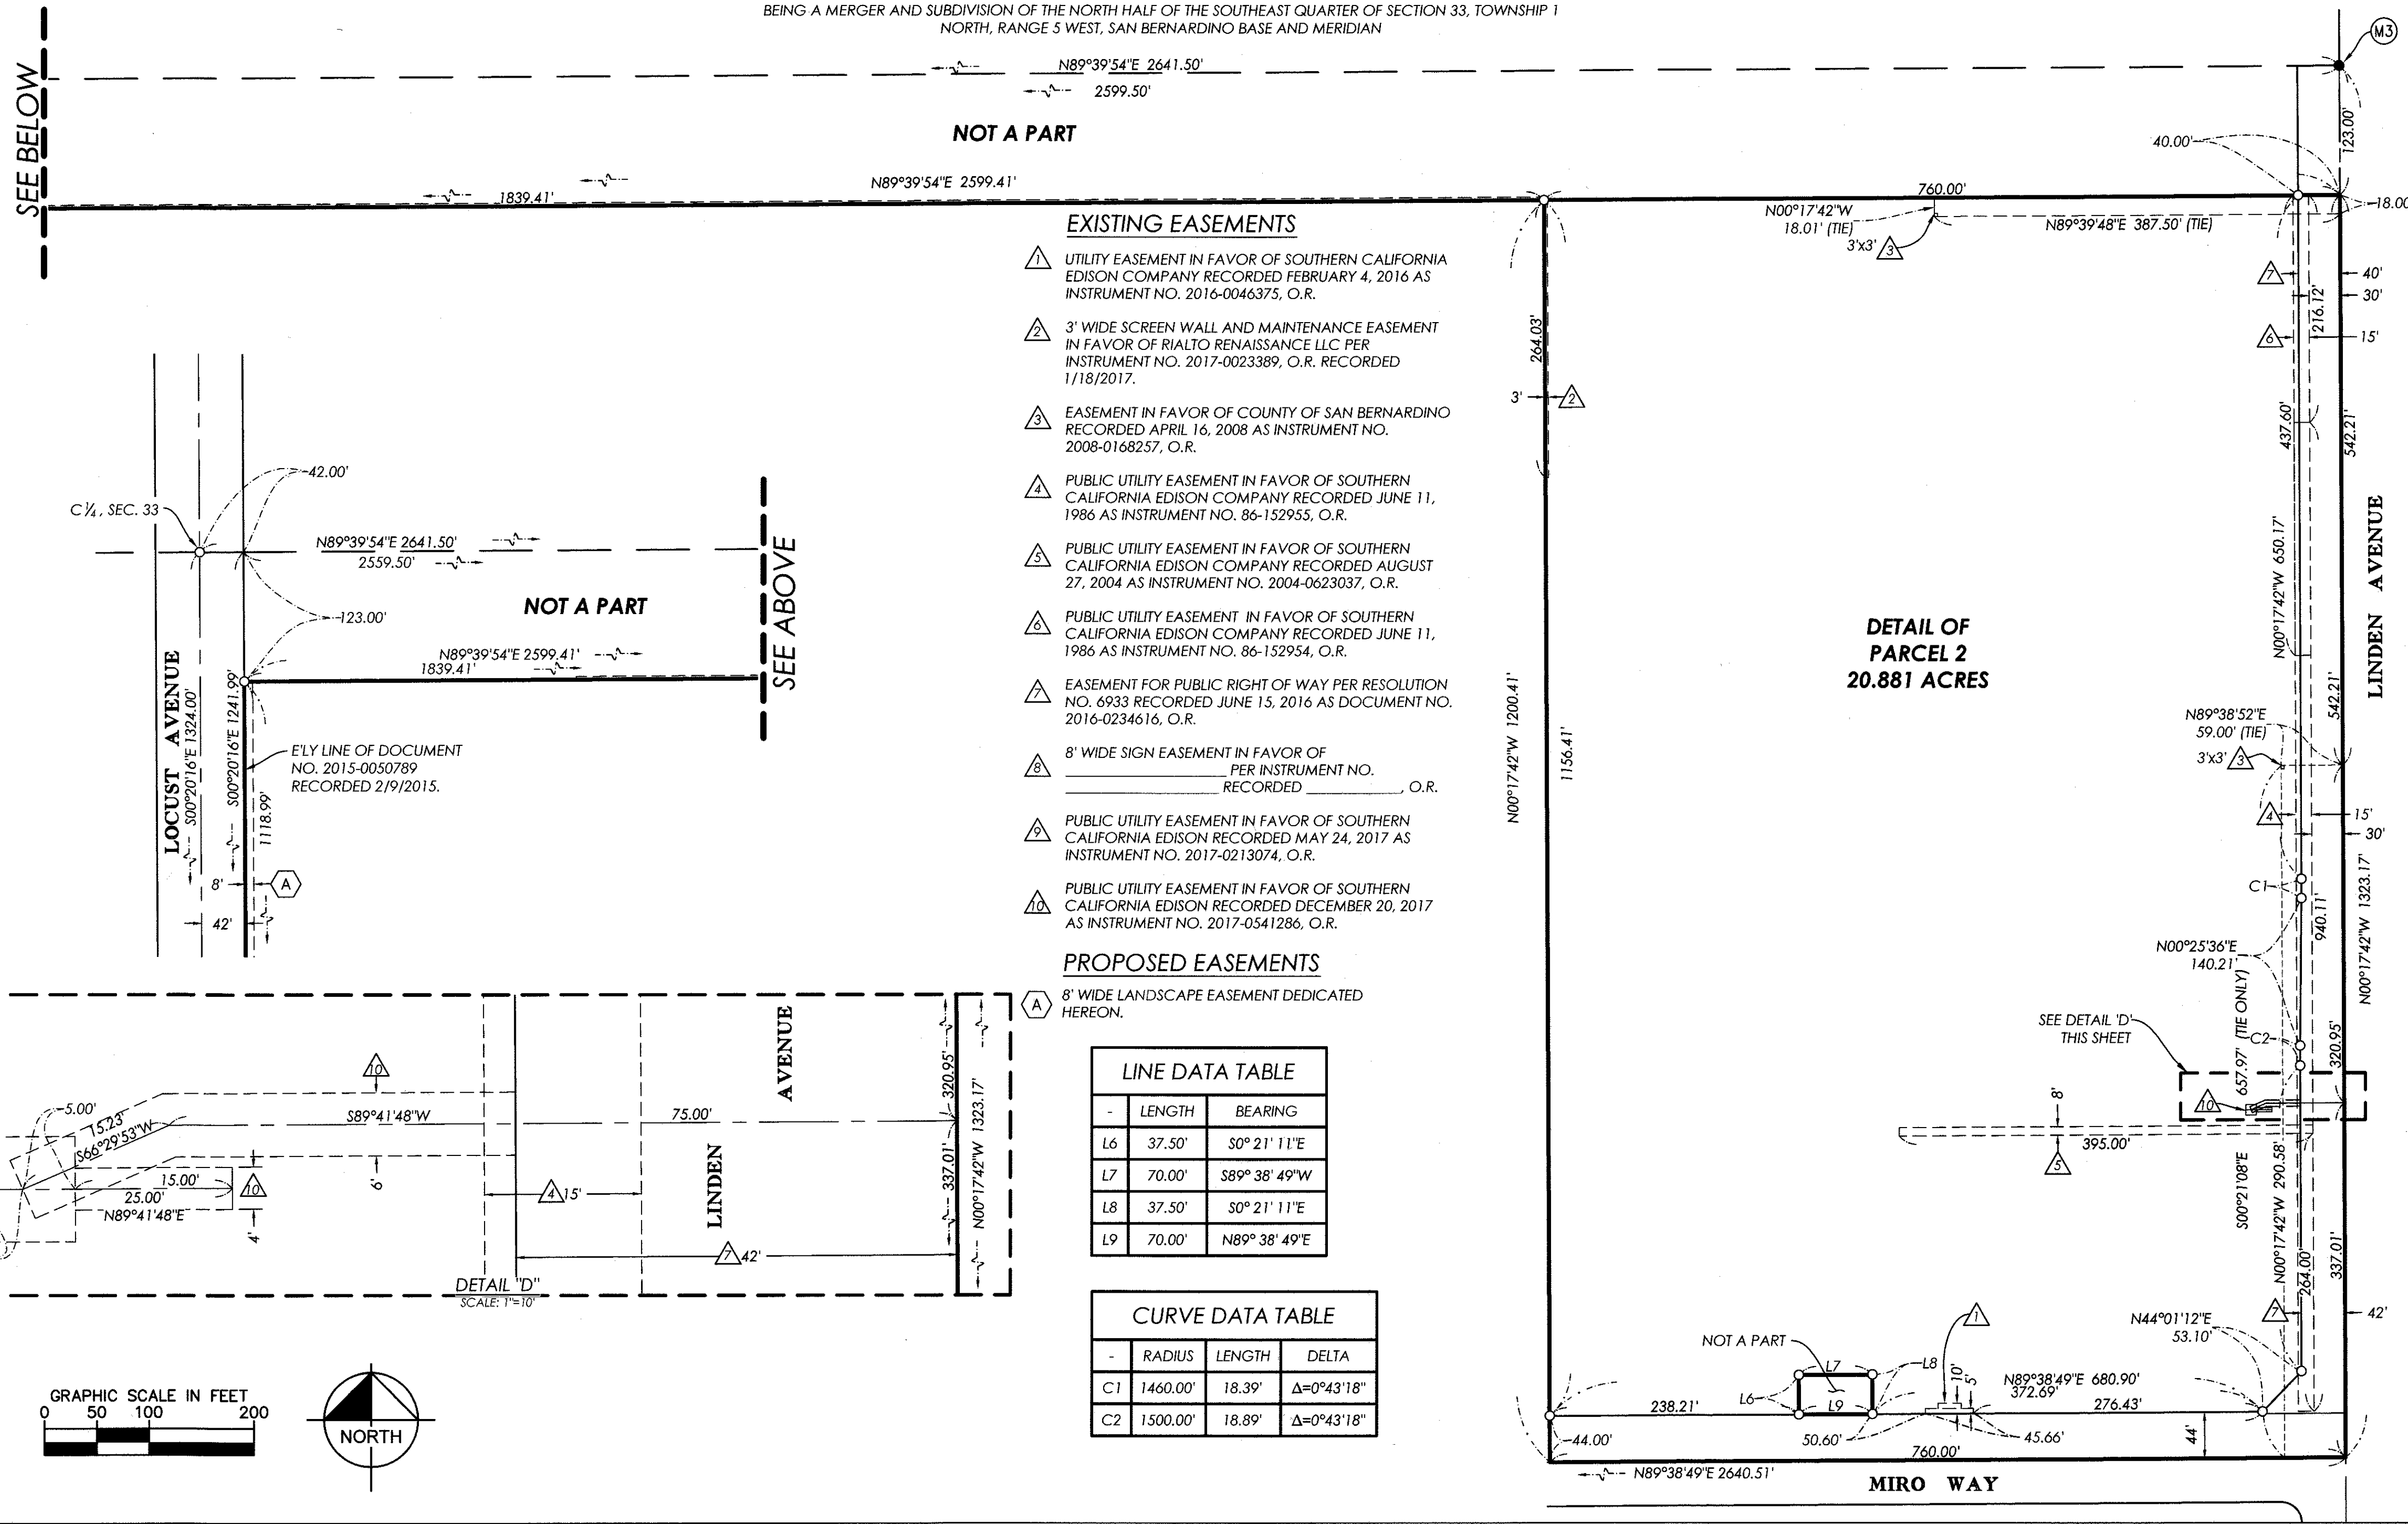 BEING A MERGER AND SUBDIVISION OF THE NORTH HALF OF THE SOUTHEAST QUARTER OF SECTION 33, TOWNSHIP 1
NORTH, RANGE 5 WEST, SAN BERNARDINO BASE AND MERIDIAN
M3
SEE BELOW
N89°39'54"E 2641.50'
2599.50'
NOT A PART
N89°39'54"E 2599.41'
1839.41'
760.00'
40.00'
123.00'
18.00
N00°17'42"W
18.01' (TIE)
3'x3' 3
N89°39'48"E 387.50' (TIE)
EXISTING EASEMENTS
1 UTILITY EASEMENT IN FAVOR OF SOUTHERN CALIFORNIA
EDISON COMPANY RECORDED FEBRUARY 4, 2016 AS
INSTRUMENT NO. 2016-0046375, O.R.
2 3' WIDE SCREEN WALL AND MAINTENANCE EASEMENT
IN FAVOR OF RIALTO RENAISSANCE LLC PER
INSTRUMENT NO. 2017-0023389, O.R. RECORDED
1/18/2017.
3 EASEMENT IN FAVOR OF COUNTY OF SAN BERNARDINO
RECORDED APRIL 16, 2008 AS INSTRUMENT NO.
2008-0168257, O.R.
4 PUBLIC UTILITY EASEMENT IN FAVOR OF SOUTHERN
CALIFORNIA EDISON COMPANY RECORDED JUNE 11,
1986 AS INSTRUMENT NO. 86-152955, O.R.
5 PUBLIC UTILITY EASEMENT IN FAVOR OF SOUTHERN
CALIFORNIA EDISON COMPANY RECORDED AUGUST
27, 2004 AS INSTRUMENT NO. 2004-0623037, O.R.
6 PUBLIC UTILITY EASEMENT IN FAVOR OF SOUTHERN
CALIFORNIA EDISON COMPANY RECORDED JUNE 11,
1986 AS INSTRUMENT NO. 86-152954, O.R.
7 EASEMENT FOR PUBLIC RIGHT OF WAY PER RESOLUTION
NO. 6933 RECORDED JUNE 15, 2016 AS DOCUMENT NO.
2016-0234616, O.R.
8 8' WIDE SIGN EASEMENT IN FAVOR OF
____________________ PER INSTRUMENT NO.
____________________ RECORDED ____________, O.R.
9 PUBLIC UTILITY EASEMENT IN FAVOR OF SOUTHERN
CALIFORNIA EDISON RECORDED MAY 24, 2017 AS
INSTRUMENT NO. 2017-0213074, O.R.
10 PUBLIC UTILITY EASEMENT IN FAVOR OF SOUTHERN
CALIFORNIA EDISON RECORDED DECEMBER 20, 2017
AS INSTRUMENT NO. 2017-0541286, O.R.
PROPOSED EASEMENTS
A 8' WIDE LANDSCAPE EASEMENT DEDICATED
HEREON.
LINE DATA TABLE
- LENGTH BEARING
L6 37.50' S0° 21' 11"E
L7 70.00' S89° 38' 49"W
L8 37.50' S0° 21' 11"E
L9 70.00' N89° 38' 49"E
CURVE DATA TABLE
- RADIUS LENGTH DELTA
C1 1460.00' 18.39' Δ=0°43'18"
C2 1500.00' 18.89' Δ=0°43'18"
42.00'
C ¼, SEC. 33
N89°39'54"E 2641.50'
2559.50'
NOT A PART
123.00'
N89°39'54"E 2599.41'
1839.41'
SEE ABOVE
LOCUST AVENUE
S00°20'16"E 1324.00'
S00°20'16"E 1241.99'
1118.99'
E'LY LINE OF DOCUMENT
NO. 2015-0050789
RECORDED 2/9/2015.
8' A
42'
10
5.00'
15.23'
S66°29'53"W
S89°41'48"W
75.00'
15.00'
25.00'
N89°41'48"E
10
4'
6'
4 15'
7 42'
LINDEN AVENUE
320.95'
337.01'
N00°17'42"W 1323.17'
DETAIL "D"
SCALE: 1"=10'
GRAPHIC SCALE IN FEET
0 50 100 200
NORTH
264.03'
3' 2
N00°17'42"W 1200.41'
1156.41'
DETAIL OF
PARCEL 2
20.881 ACRES
7 40'
30'
216.12'
6 15'
437.60'
542.21'
N00°17'42"W 650.17'
LINDEN AVENUE
542.21'
N89°38'52"E
59.00' (TIE)
3'x3' 3
4 15'
30'
C1
940.11'
N00°17'42"W 1323.17'
N00°25'36"E
140.21'
657.97' (TIE ONLY)
SEE DETAIL 'D'
THIS SHEET
C2
320.95'
10
8'
395.00'
5
S00°21'08"E
N00°17'42"W 290.58'
264.00'
337.01'
7 42'
N44°01'12"E
53.10'
1
NOT A PART
L7
L8
L6
L9
10'
5'
N89°38'49"E 680.90'
372.69'
238.21'
276.43'
44.00'
50.60'
45.66'
44'
760.00'
N89°38'49"E 2640.51'
MIRO WAY